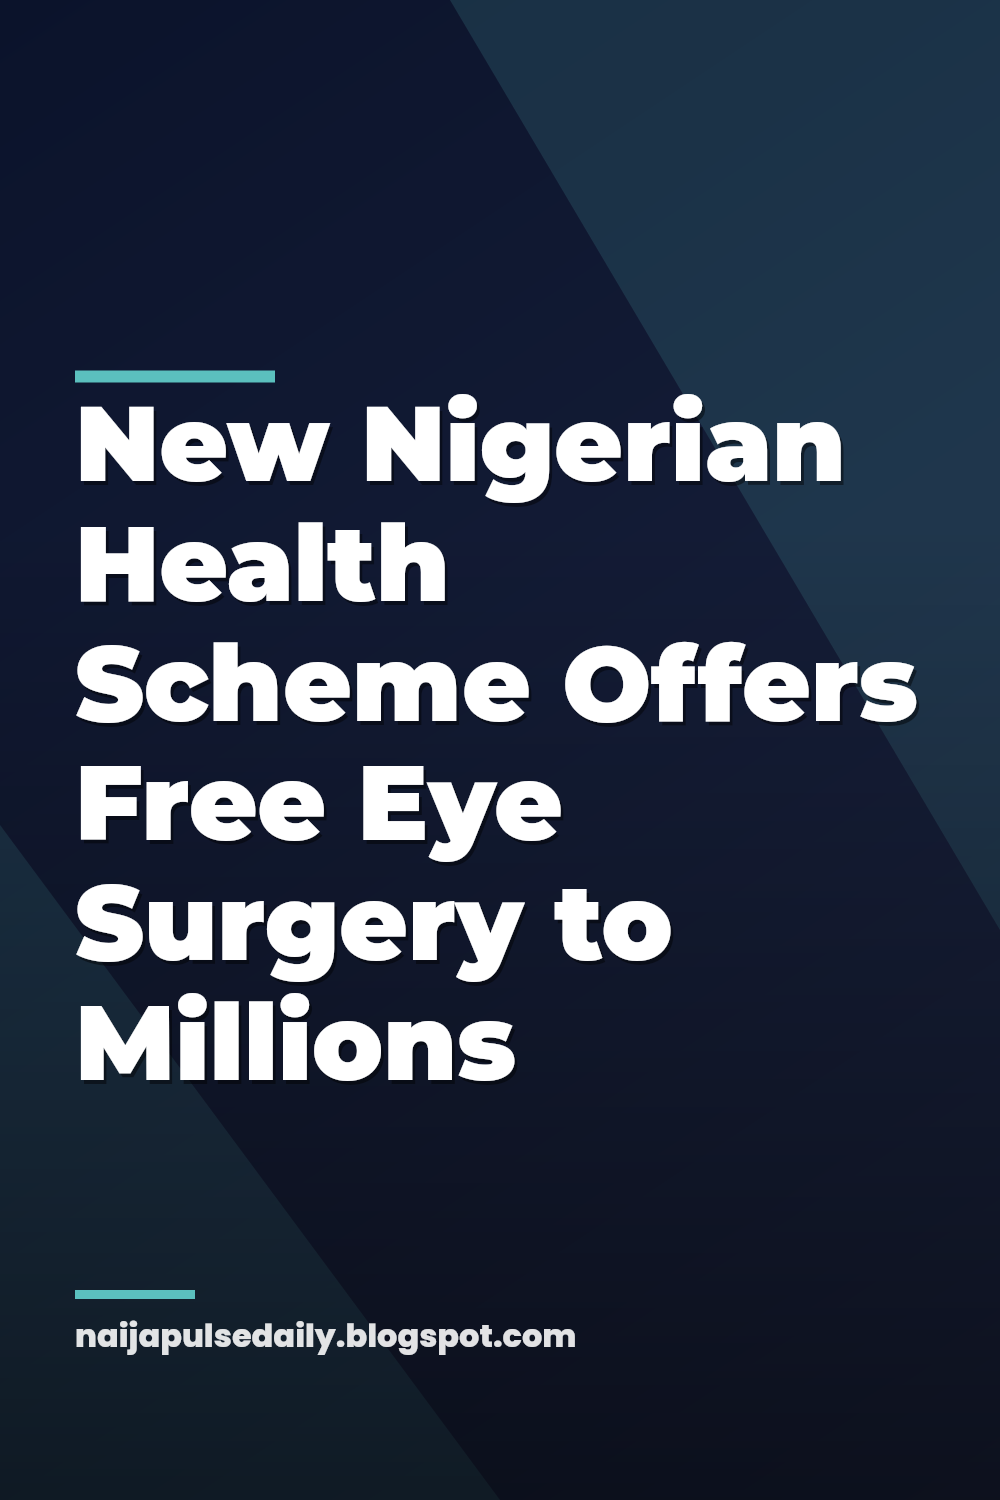 New Nigerian
Health
Scheme Offers
Free Eye
Surgery to
Millions
naijapulsedaily.blogspot.com